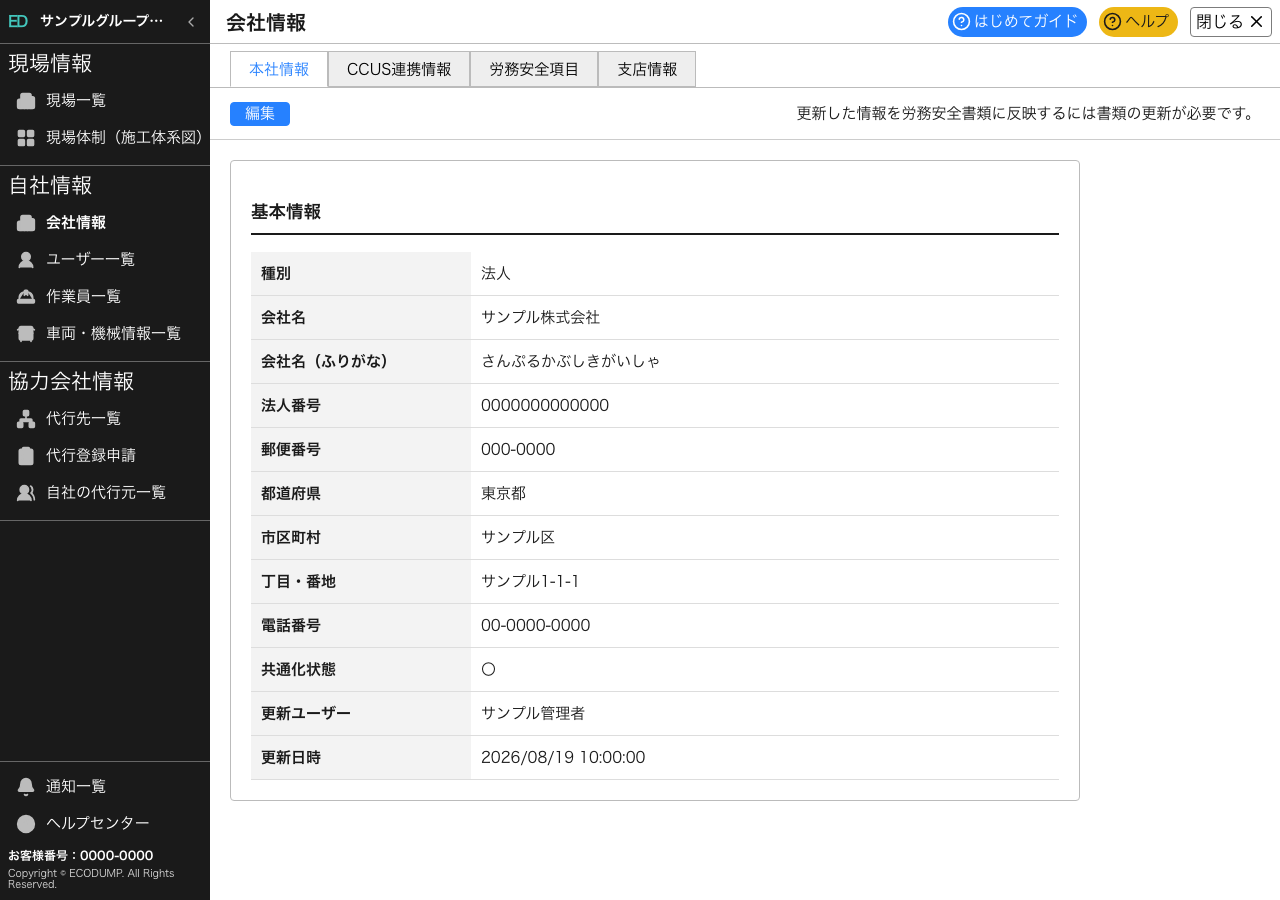 ED サンプルグループ…
現場情報
現場一覧
現場体制（施工体系図）
自社情報
会社情報
ユーザー一覧
作業員一覧
車両・機械情報一覧
協力会社情報
代行先一覧
代行登録申請
自社の代行元一覧
通知一覧
ヘルプセンター
お客様番号：0000-0000
Copyright © ECODUMP. All Rights
Reserved.
会社情報 はじめてガイド ヘルプ 閉じる
本社情報 CCUS連携情報 労務安全項目 支店情報
編集 更新した情報を労務安全書類に反映するには書類の更新が必要です。
基本情報
種別 法人
会社名 サンプル株式会社
会社名（ふりがな） さんぷるかぶしきがいしゃ
法人番号 0000000000000
郵便番号 000-0000
都道府県 東京都
市区町村 サンプル区
丁目・番地 サンプル1-1-1
電話番号 00-0000-0000
共通化状態 〇
更新ユーザー サンプル管理者
更新日時 2026/08/19 10:00:00